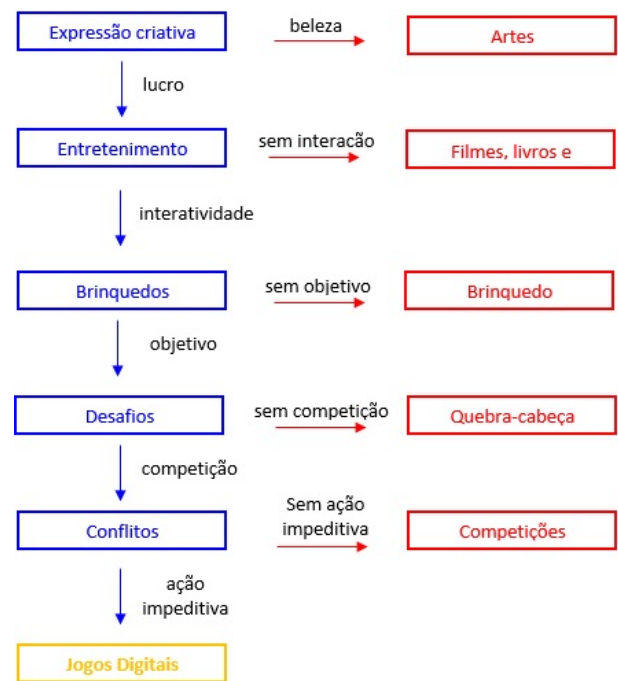 Expressão criativa
beleza
Artes
lucro
Entretenimento
sem interacão
Filmes, livros e
interatividade
Brinquedos
sem objetivo
Brinquedo
objetivo
Desafios
sem competição
Quebra-cabeça
competição
Conflitos
Sem ação
impeditiva
Competições
ação
impeditiva
Jogos Digitais